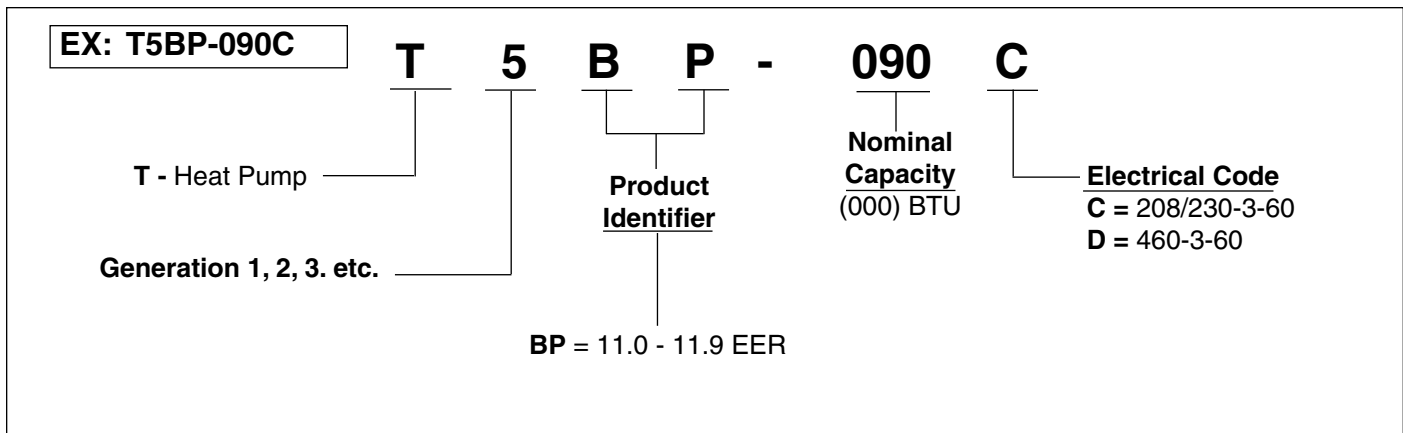 EX: T5BP-090C
T 5 B P - 090 C
T - Heat Pump
Generation 1, 2, 3. etc.
Product
Identifier
BP = 11.0 - 11.9 EER
Nominal
Capacity
(000) BTU
Electrical Code
C = 208/230-3-60
D = 460-3-60